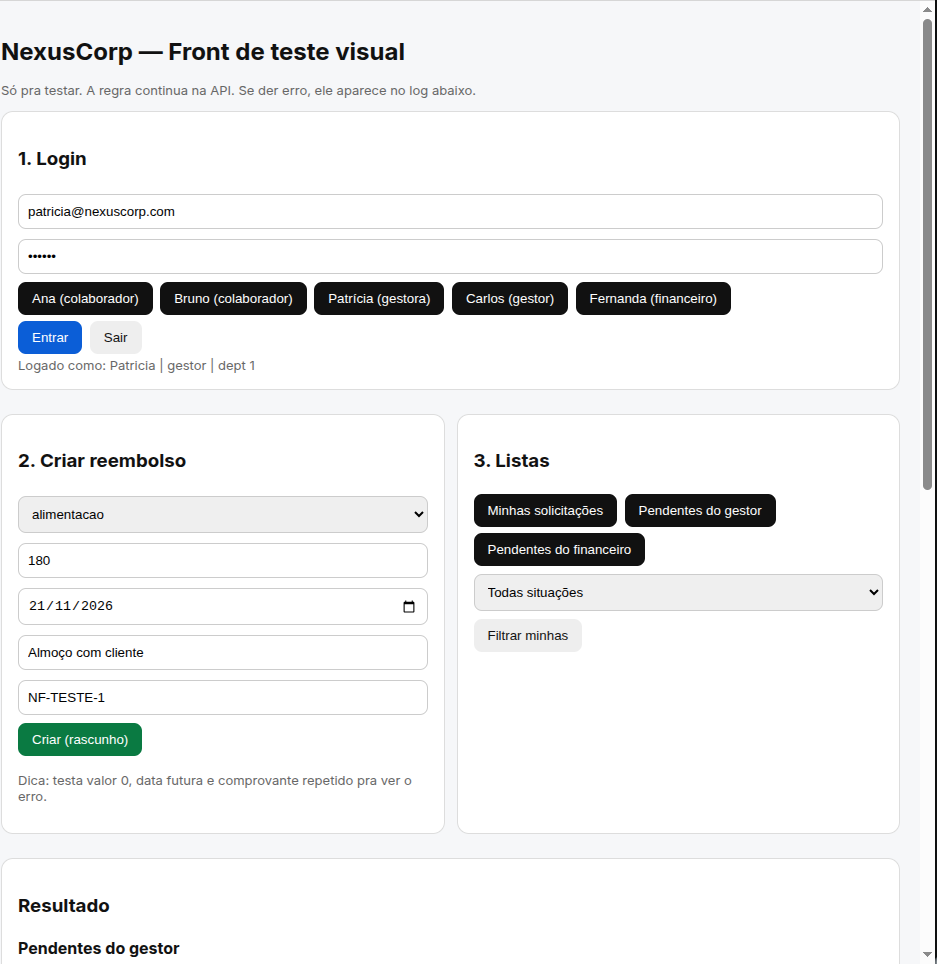 NexusCorp — Front de teste visual
Só pra testar. A regra continua na API. Se der erro, ele aparece no log abaixo.
1. Login
patricia@nexuscorp.com
••••••
Ana (colaborador) Bruno (colaborador) Patrícia (gestora) Carlos (gestor) Fernanda (financeiro)
Entrar Sair
Logado como: Patricia | gestor | dept 1
2. Criar reembolso
alimentacao
180
21/11/2026
Almoço com cliente
NF-TESTE-1
Criar (rascunho)
Dica: testa valor 0, data futura e comprovante repetido pra ver o
erro.
3. Listas
Minhas solicitações Pendentes do gestor
Pendentes do financeiro
Todas situações
Filtrar minhas
Resultado
Pendentes do gestor